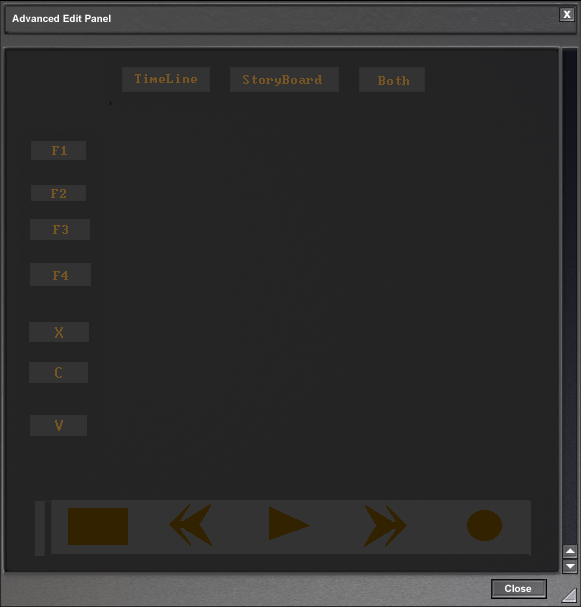 Advanced Edit Panel
X
TimeLine StoryBoard Both
F1
F2
F3
F4
X
C
V
Close